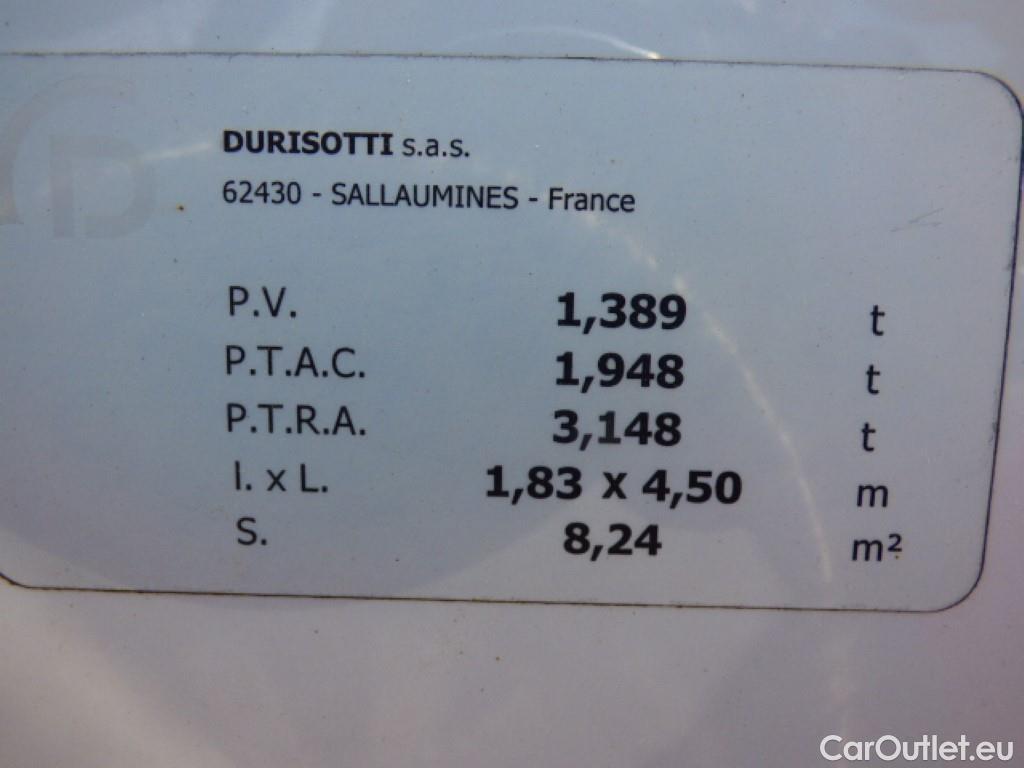 D
DURISOTTI s.a.s.
62430 - SALLAUMINES - France
P.V. 1,389 t
P.T.A.C. 1,948 t
P.T.R.A. 3,148 t
l. x L. 1,83 x 4,50 m
S. 8,24 m²
CarOutlet.eu